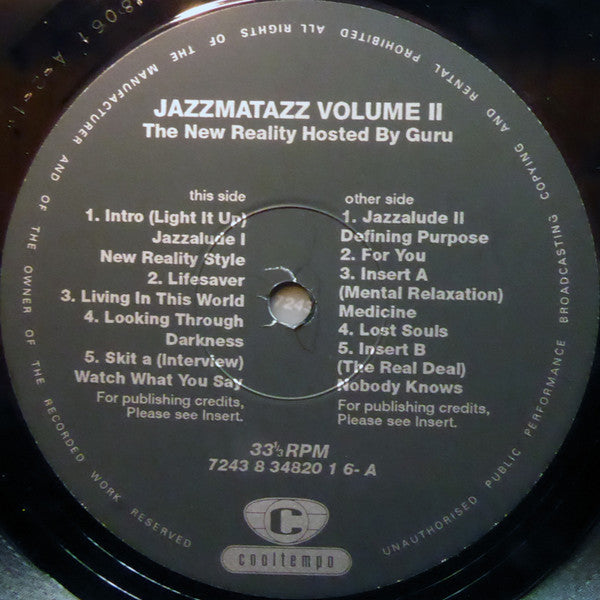 JAZZMATAZZ VOLUME II
The New Reality Hosted By Guru
this side
1. Intro (Light It Up)
Jazzalude I
New Reality Style
2. Lifesaver
3. Living In This World
4. Looking Through
Darkness
5. Skit a (Interview)
Watch What You Say
For publishing credits,
Please see Insert.
other side
1. Jazzalude II
Defining Purpose
2. For You
3. Insert A
(Mental Relaxation)
Medicine
4. Lost Souls
5. Insert B
(The Real Deal)
Nobody Knows
For publishing credits,
Please see Insert.
7243
33⅓ RPM
7243 8 34820 1 6- A
C
cooltempo
ALL RIGHTS OF THE MANUFACTURER AND OF THE OWNER OF THE RECORDED WORK RESERVED
UNAUTHORISED PUBLIC PERFORMANCE BROADCASTING COPYING AND RENTAL PROHIBITED